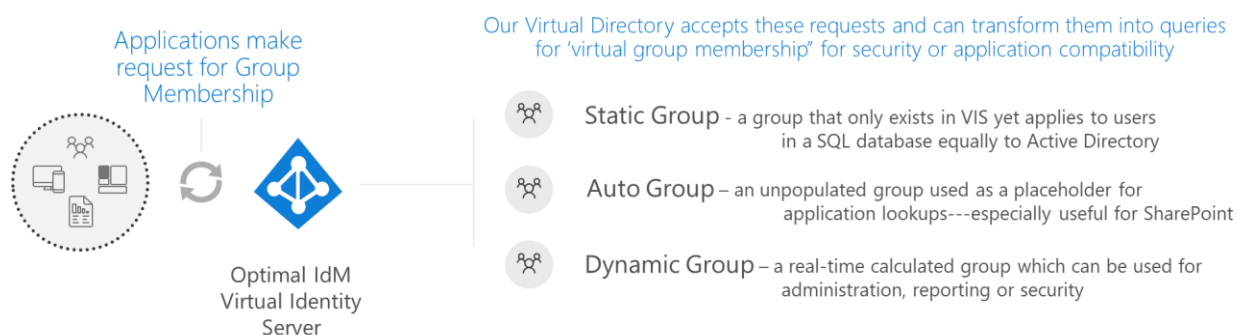 Applications make
request for Group
Membership
Optimal IdM
Virtual Identity
Server
Our Virtual Directory accepts these requests and can transform them into queries
for ‘virtual group membership” for security or application compatibility
Static Group - a group that only exists in VIS yet applies to users
in a SQL database equally to Active Directory
Auto Group – an unpopulated group used as a placeholder for
application lookups---especially useful for SharePoint
Dynamic Group – a real-time calculated group which can be used for
administration, reporting or security